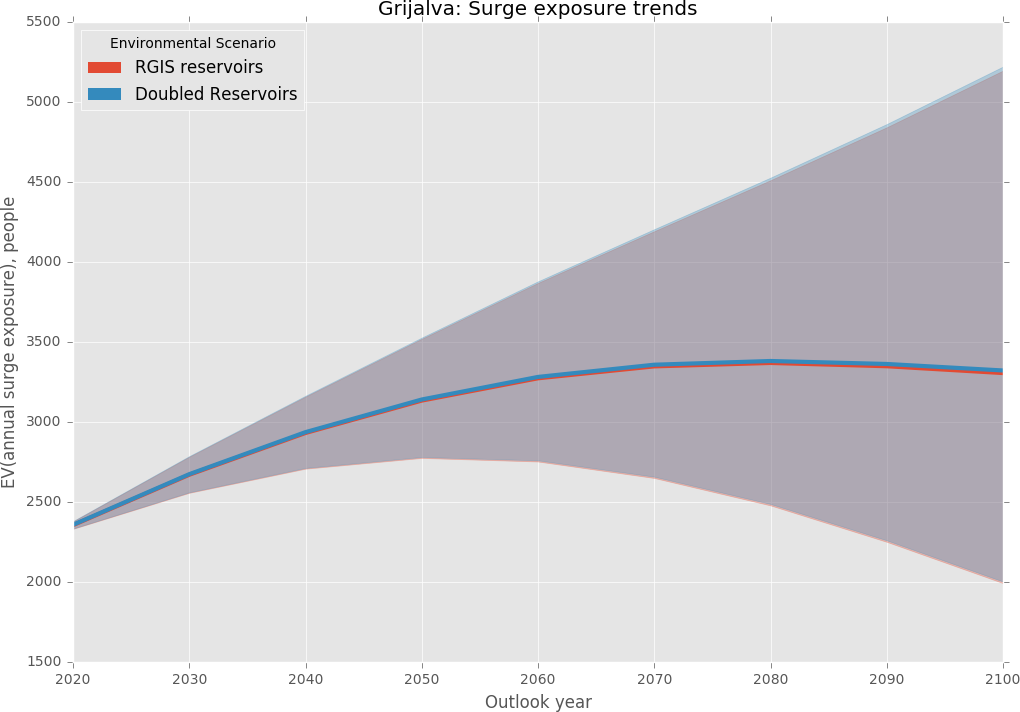 Grijalva: Surge exposure trends
Environmental Scenario
RGIS reservoirs
Doubled Reservoirs
EV(annual surge exposure), people
5500
5000
4500
4000
3500
3000
2500
2000
1500
2020 2030 2040 2050 2060 2070 2080 2090 2100
Outlook year